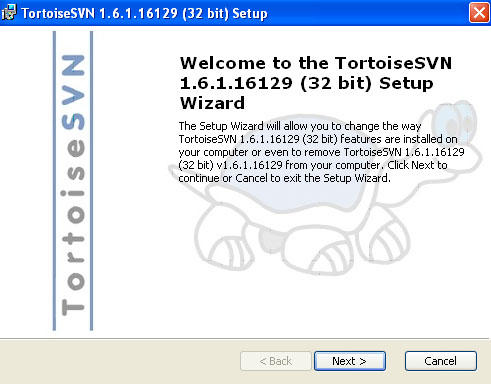 TortoiseSVN 1.6.1.16129 (32 bit) Setup
TortoiseSVN
Welcome to the TortoiseSVN
1.6.1.16129 (32 bit) Setup
Wizard
The Setup Wizard will allow you to change the way
TortoiseSVN 1.6.1.16129 (32 bit) features are installed on
your computer or even to remove TortoiseSVN 1.6.1.16129
(32 bit) v1.6.1.16129 from your computer. Click Next to
continue or Cancel to exit the Setup Wizard.
< Back Next > Cancel